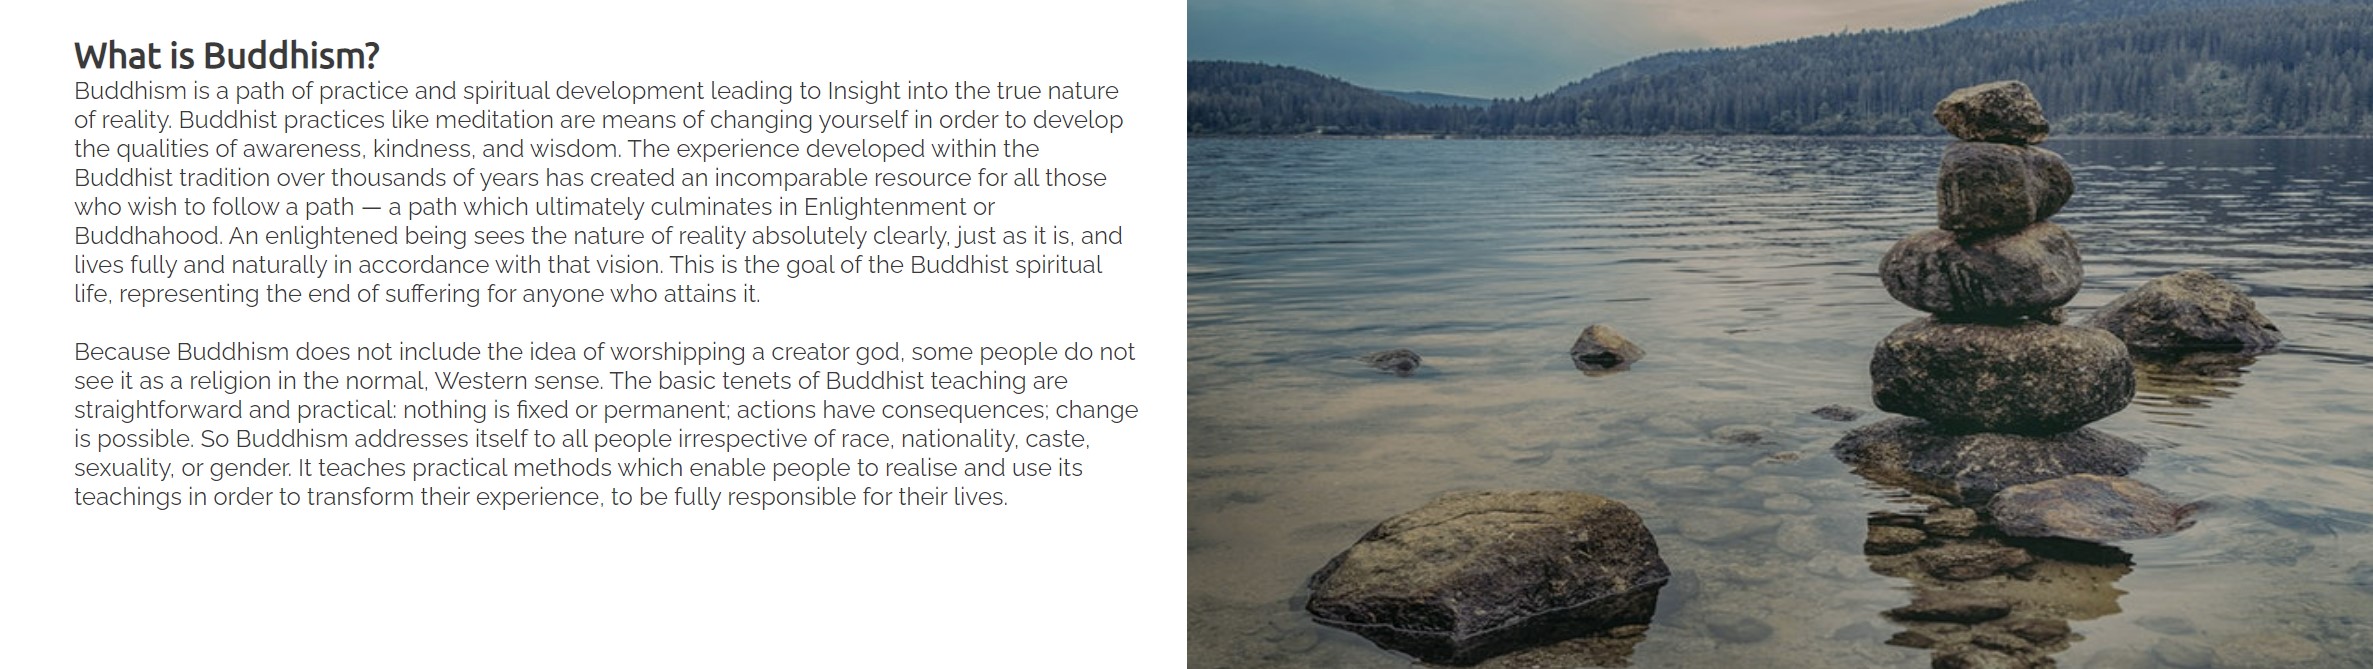 What is Buddhism?
Buddhism is a path of practice and spiritual development leading to Insight into the true nature
of reality. Buddhist practices like meditation are means of changing yourself in order to develop
the qualities of awareness, kindness, and wisdom. The experience developed within the
Buddhist tradition over thousands of years has created an incomparable resource for all those
who wish to follow a path — a path which ultimately culminates in Enlightenment or
Buddhahood. An enlightened being sees the nature of reality absolutely clearly, just as it is, and
lives fully and naturally in accordance with that vision. This is the goal of the Buddhist spiritual
life, representing the end of suffering for anyone who attains it.
Because Buddhism does not include the idea of worshipping a creator god, some people do not
see it as a religion in the normal, Western sense. The basic tenets of Buddhist teaching are
straightforward and practical: nothing is fixed or permanent; actions have consequences; change
is possible. So Buddhism addresses itself to all people irrespective of race, nationality, caste,
sexuality, or gender. It teaches practical methods which enable people to realise and use its
teachings in order to transform their experience, to be fully responsible for their lives.